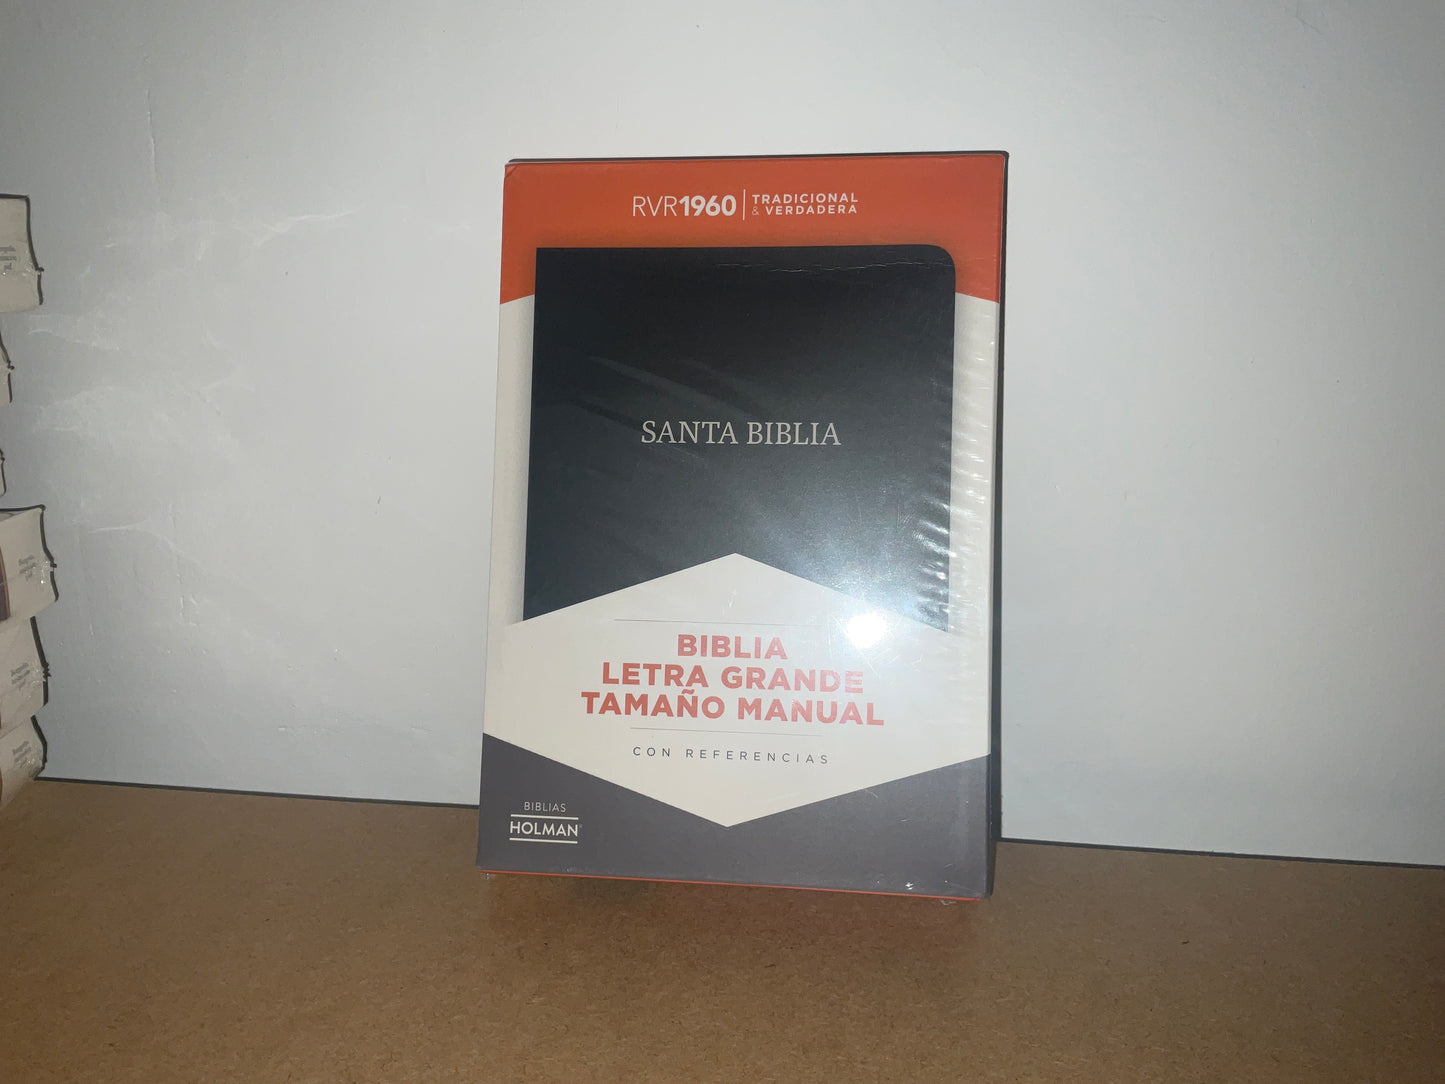 RVR1960 TRADICIONAL
& VERDADERA
SANTA BIBLIA
BIBLIA
LETRA GRANDE
TAMAÑO MANUAL
CON REFERENCIAS
BIBLIAS
HOLMAN